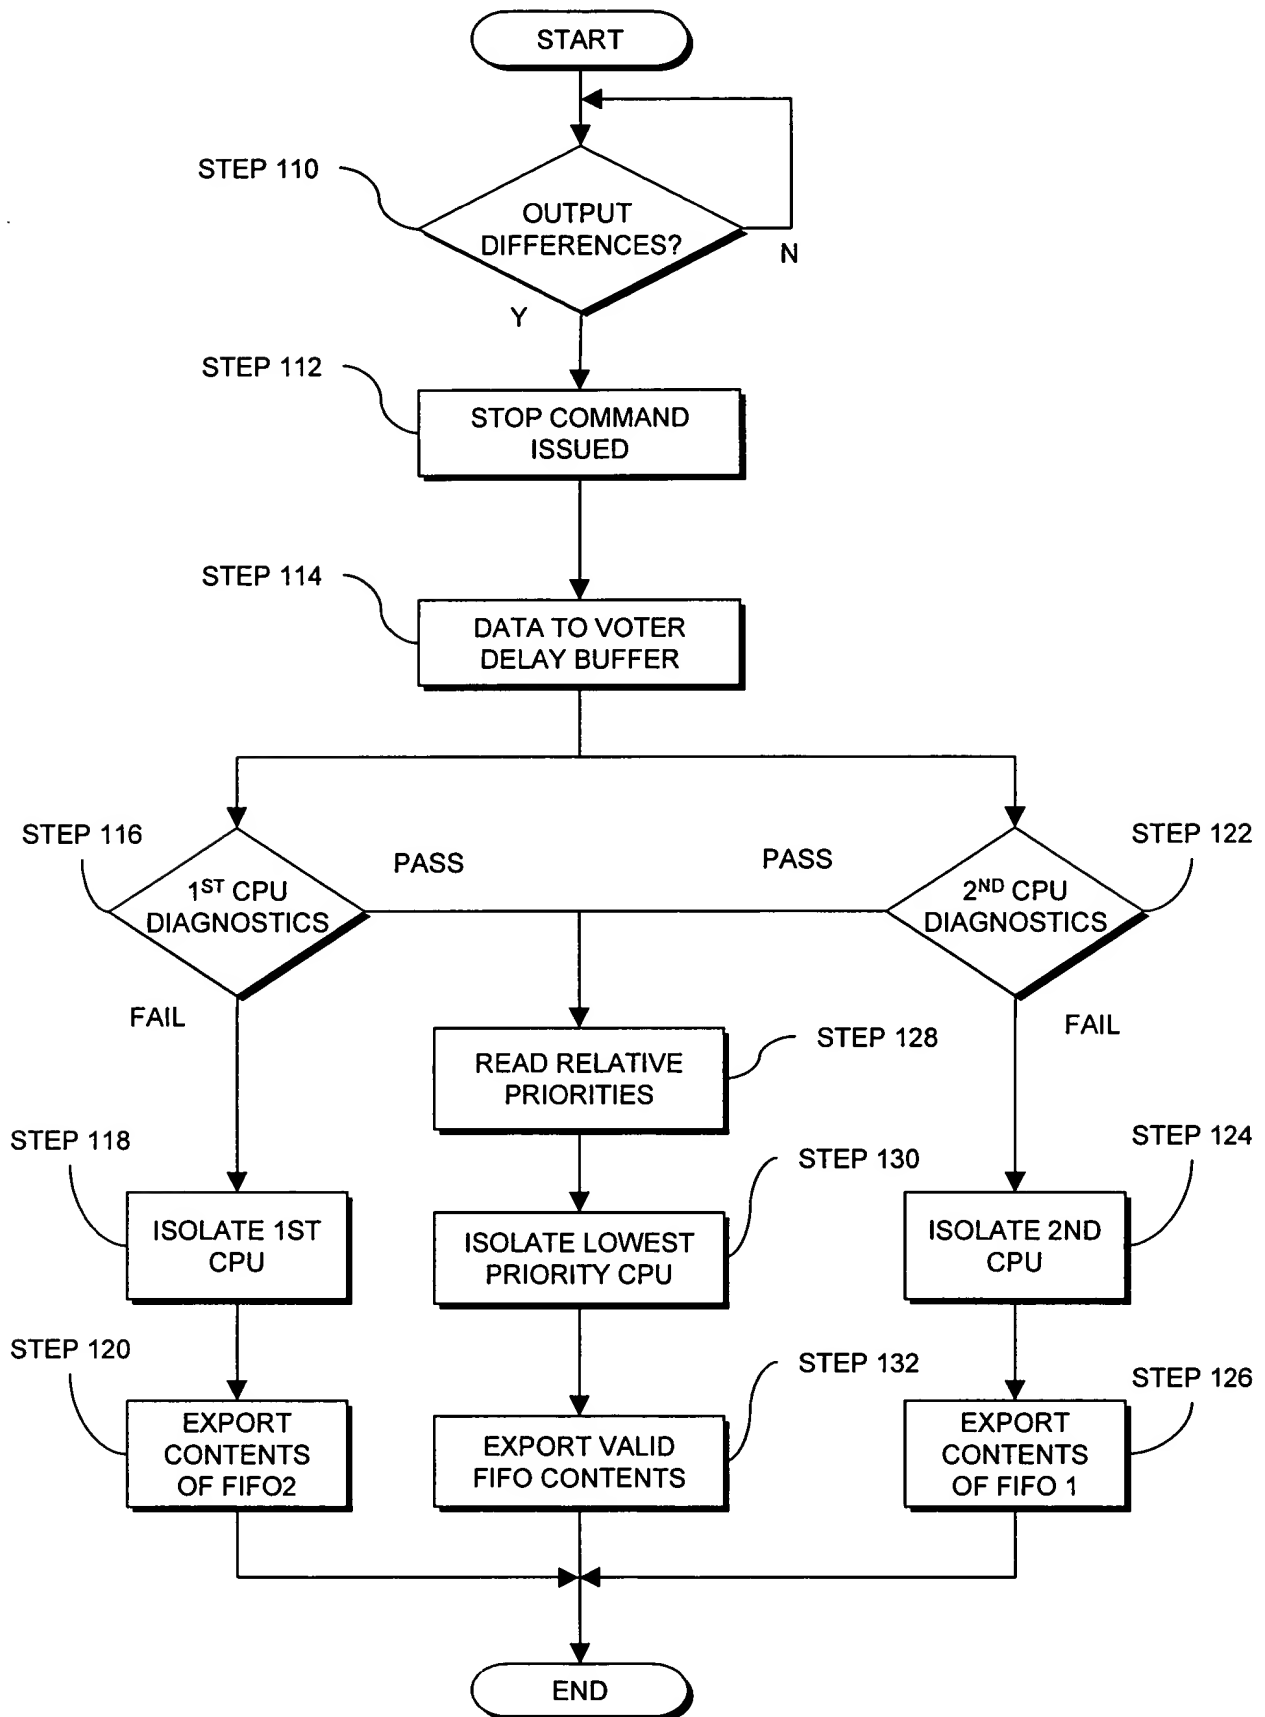 START
STEP 110
OUTPUT
DIFFERENCES?
N
Y
STEP 112
STOP COMMAND
ISSUED
STEP 114
DATA TO VOTER
DELAY BUFFER
STEP 116
PASS
PASS
STEP 122
1ST CPU
DIAGNOSTICS
2ND CPU
DIAGNOSTICS
FAIL
FAIL
READ RELATIVE
PRIORITIES
STEP 128
STEP 118
STEP 124
STEP 130
ISOLATE 1ST
CPU
ISOLATE LOWEST
PRIORITY CPU
ISOLATE 2ND
CPU
STEP 120
STEP 132
STEP 126
EXPORT
CONTENTS
OF FIFO2
EXPORT VALID
FIFO CONTENTS
EXPORT
CONTENTS
OF FIFO 1
END